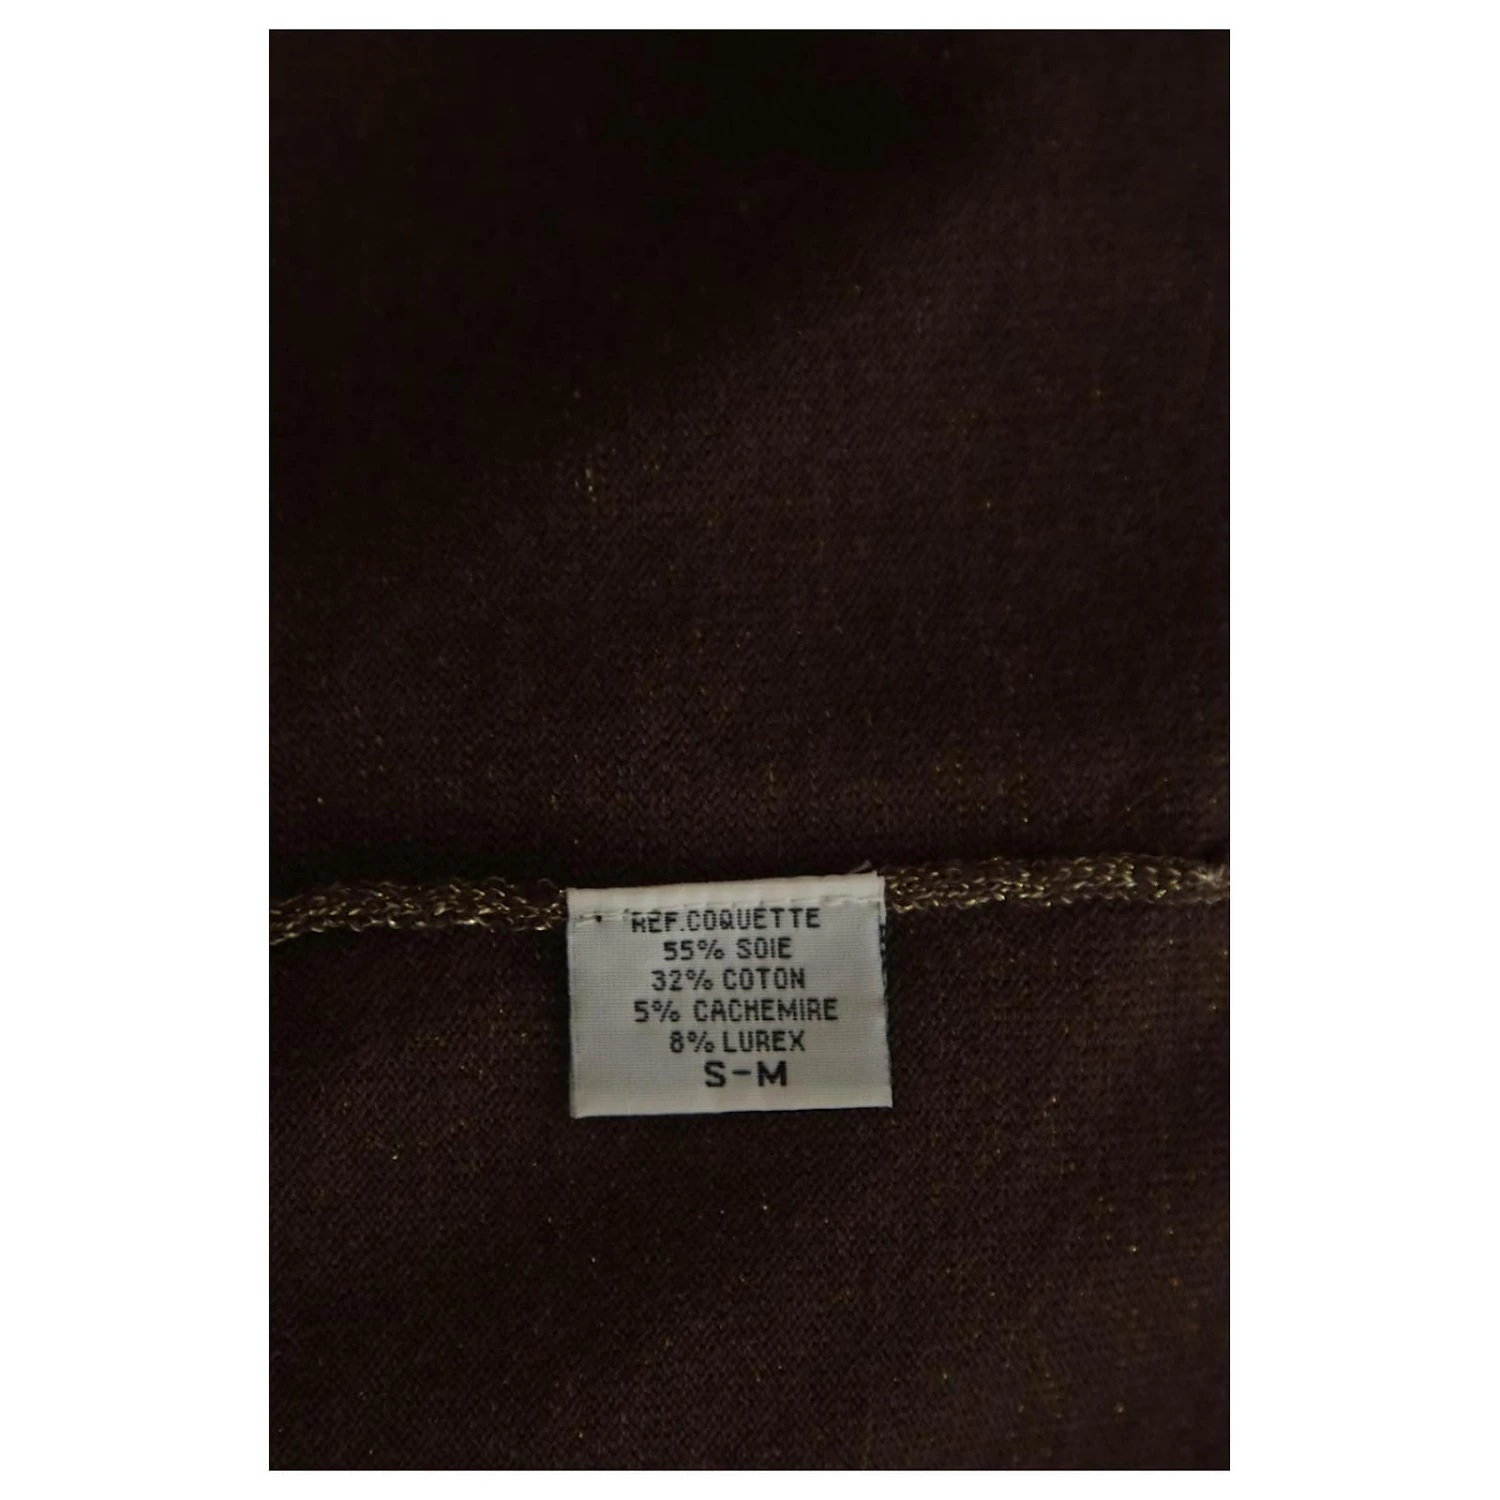 REF.COQUETTE
55% SOIE
32% COTON
5% CACHEMIRE
8% LUREX
S-M